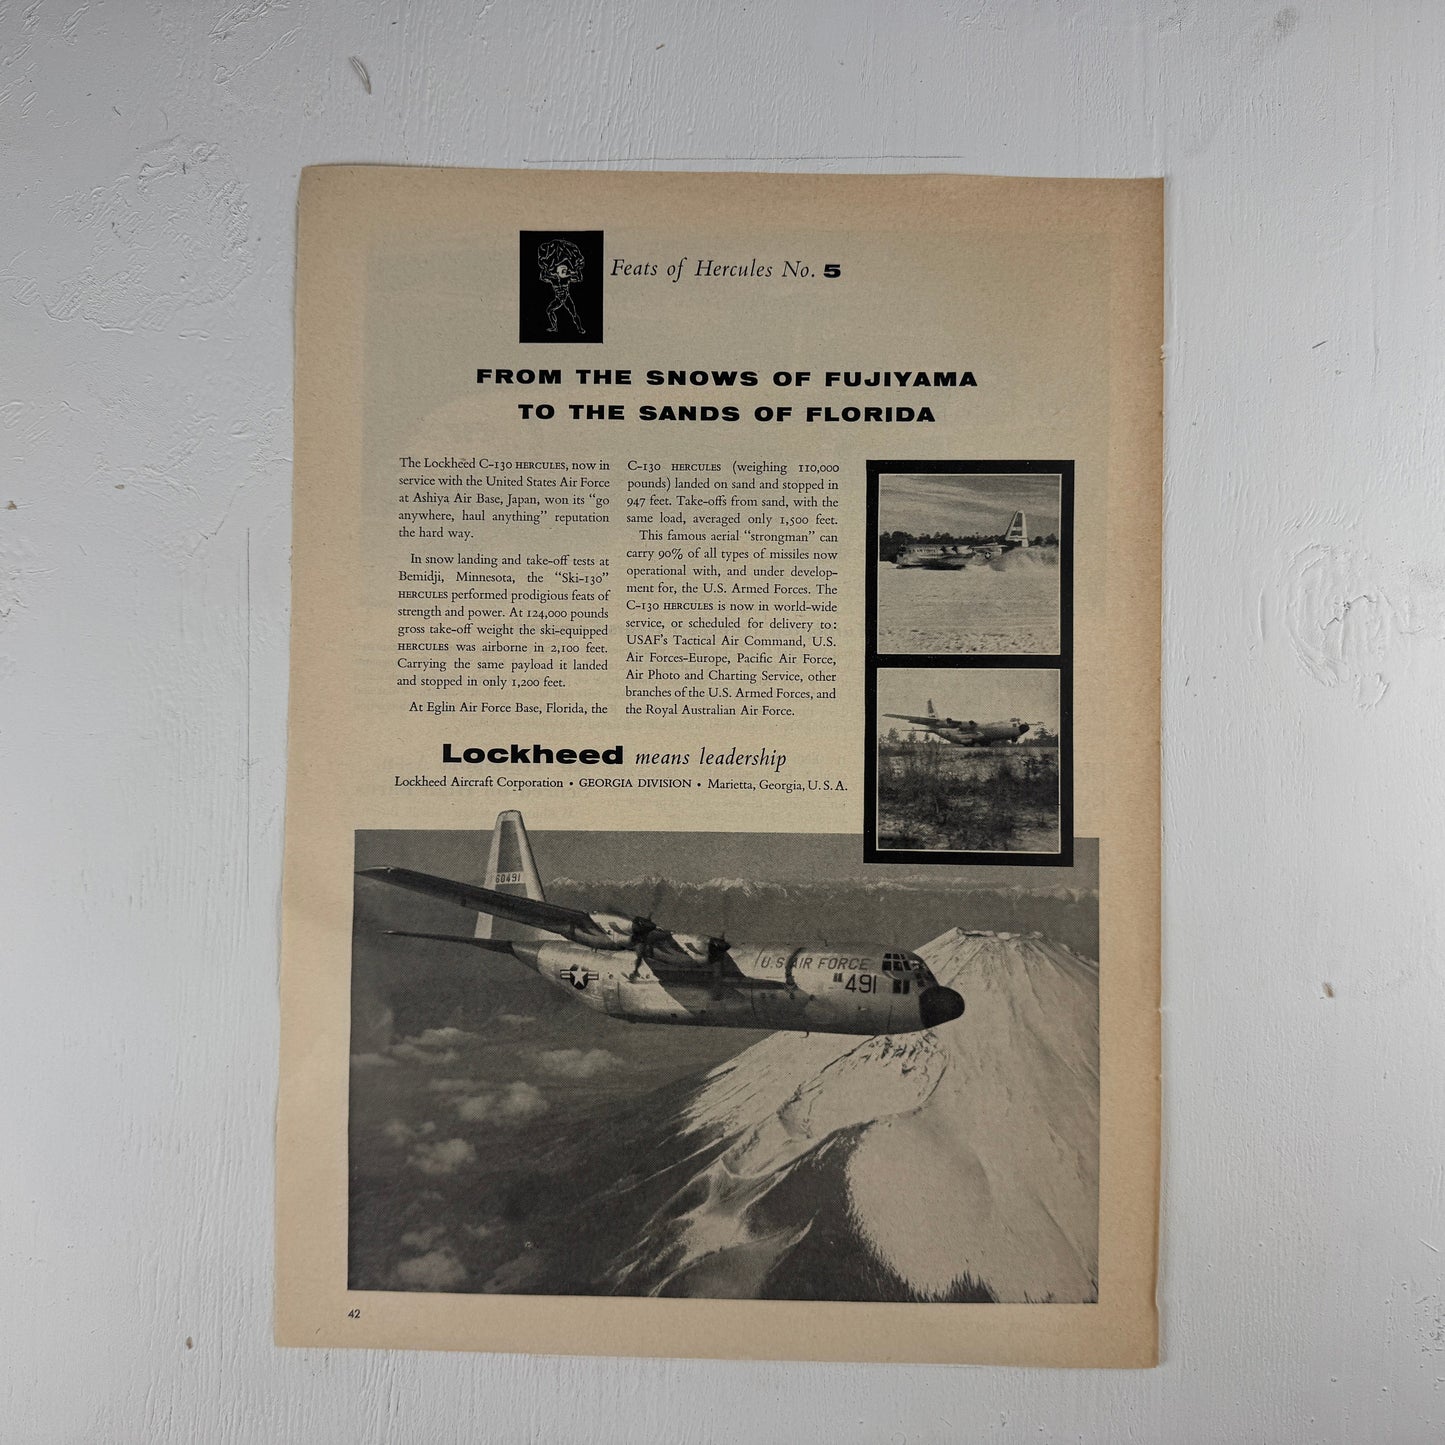 Feats of Hercules No. 5
FROM THE SNOWS OF FUJIYAMA
TO THE SANDS OF FLORIDA
The Lockheed C-130 HERCULES, now in
service with the United States Air Force
at Ashiya Air Base, Japan, won its “go
anywhere, haul anything” reputation
the hard way.
In snow landing and take-off tests at
Bemidji, Minnesota, the “Ski-130”
HERCULES performed prodigious feats of
strength and power. At 124,000 pounds
gross take-off weight the ski-equipped
HERCULES was airborne in 2,100 feet.
Carrying the same payload it landed
and stopped in only 1,200 feet.
At Eglin Air Force Base, Florida, the
C-130 HERCULES (weighing 110,000
pounds) landed on sand and stopped in
947 feet. Take-offs from sand, with the
same load, averaged only 1,500 feet.
This famous aerial “strongman” can
carry 90% of all types of missiles now
operational with, and under develop-
ment for, the U.S. Armed Forces. The
C-130 HERCULES is now in world-wide
service, or scheduled for delivery to:
USAF’s Tactical Air Command, U.S.
Air Forces-Europe, Pacific Air Force,
Air Photo and Charting Service, other
branches of the U.S. Armed Forces, and
the Royal Australian Air Force.
Lockheed means leadership
Lockheed Aircraft Corporation • GEORGIA DIVISION • Marietta, Georgia, U.S.A.
60491
U.S. AIR FORCE
491
42